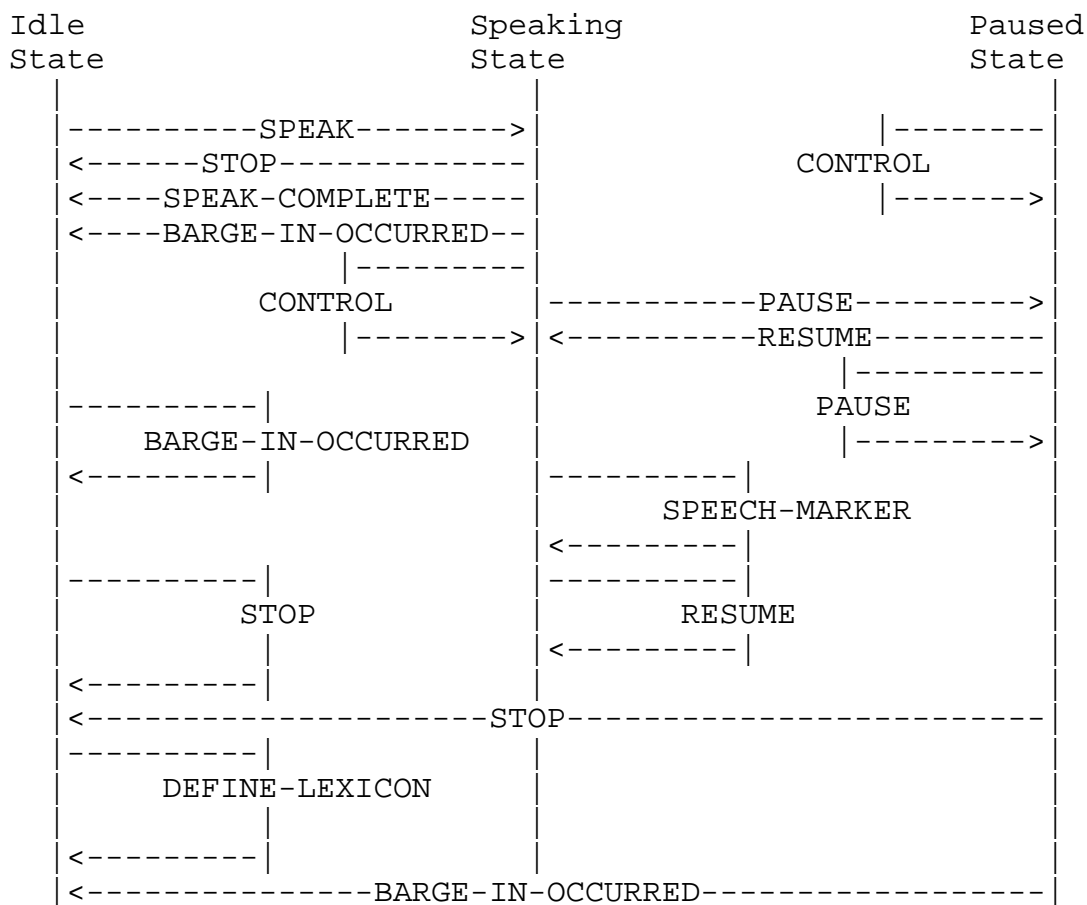 Idle Speaking Paused
State State State
SPEAK
STOP CONTROL
SPEAK-COMPLETE
BARGE-IN-OCCURRED
CONTROL PAUSE
RESUME
PAUSE
BARGE-IN-OCCURRED
SPEECH-MARKER
STOP RESUME
STOP
DEFINE-LEXICON
BARGE-IN-OCCURRED